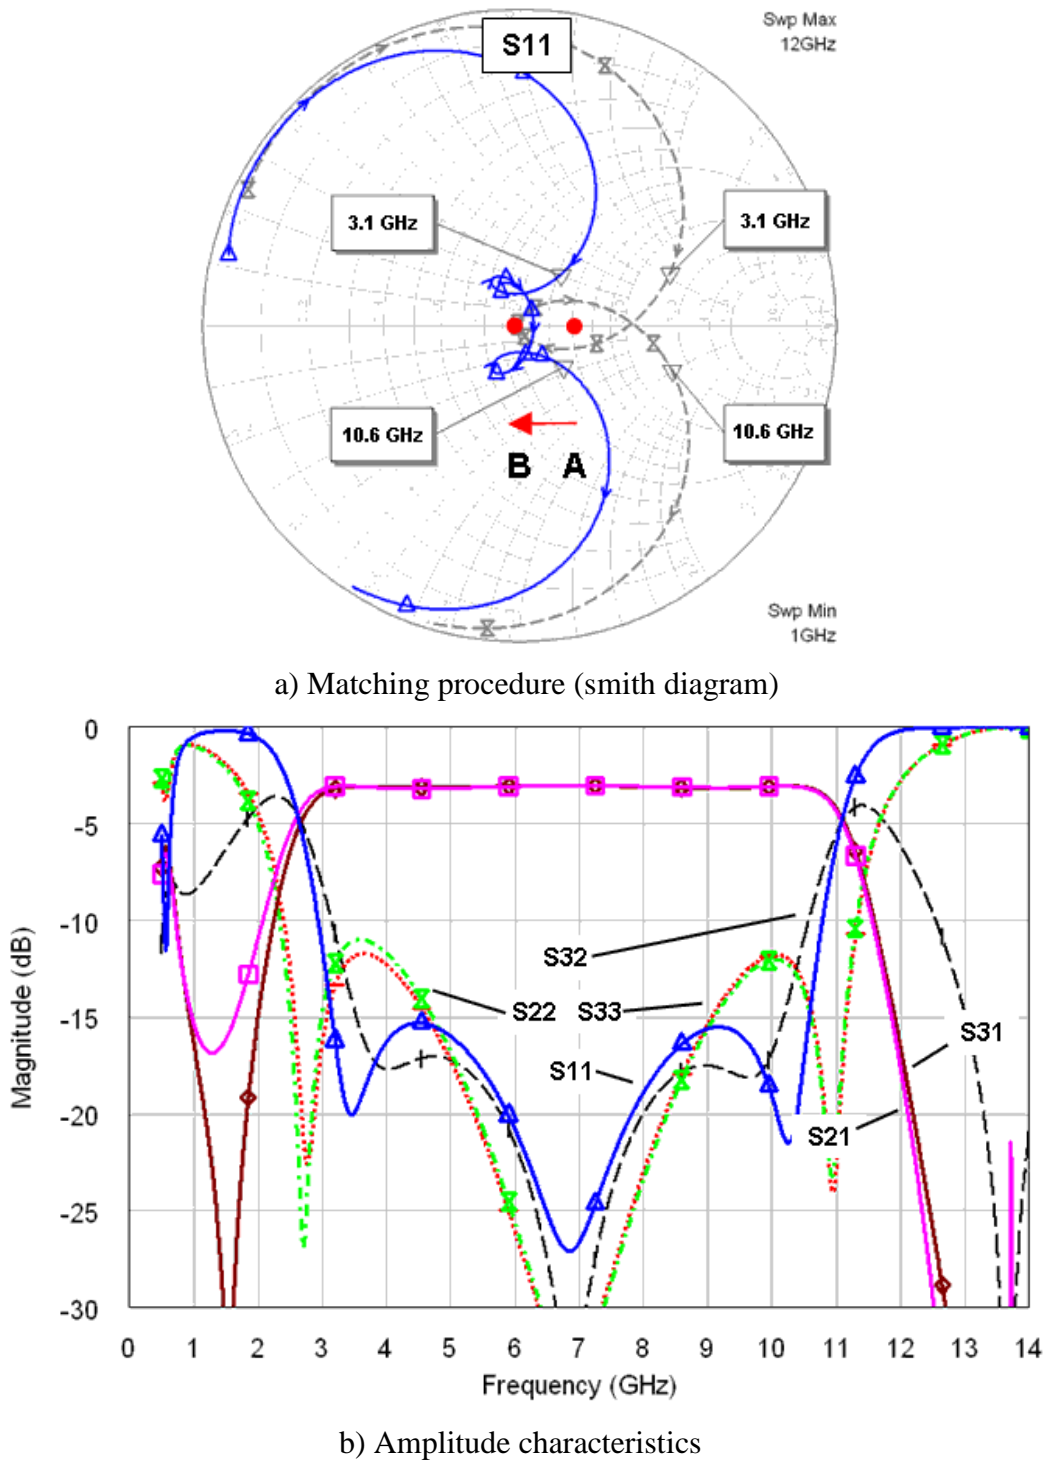 S11
Swp Max
12GHz
3.1 GHz
3.1 GHz
10.6 GHz
10.6 GHz
B A
Swp Min
1GHz
a) Matching procedure (smith diagram)
0
-5
-10
-15
-20
-25
-30
Magnitude (dB)
S32
S22
S33
S11
S31
S21
0 1 2 3 4 5 6 7 8 9 10 11 12 13 14
Frequency (GHz)
b) Amplitude characteristics